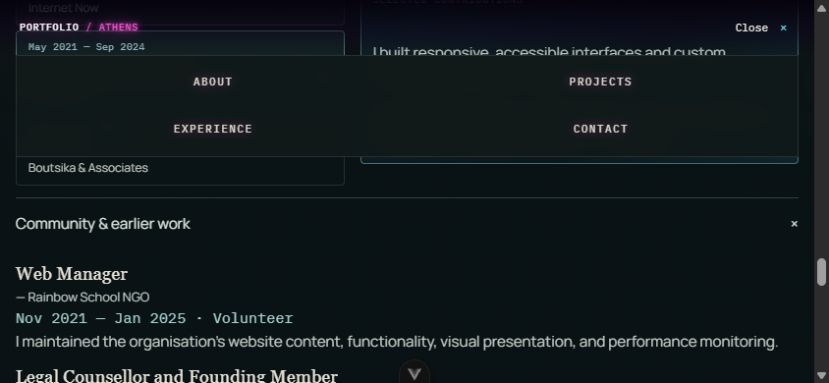 Internet Now
SELECTED CONTRIBUTIONS
PORTFOLIO / ATHENS
Close ×
May 2021 — Sep 2024
I built responsive, accessible interfaces and custom
ABOUT
PROJECTS
EXPERIENCE
CONTACT
Boutsika & Associates
Community & earlier work ×
Web Manager
— Rainbow School NGO
Nov 2021 — Jan 2025 · Volunteer
I maintained the organisation's website content, functionality, visual presentation, and performance monitoring.
Legal Counsellor and Founding Member